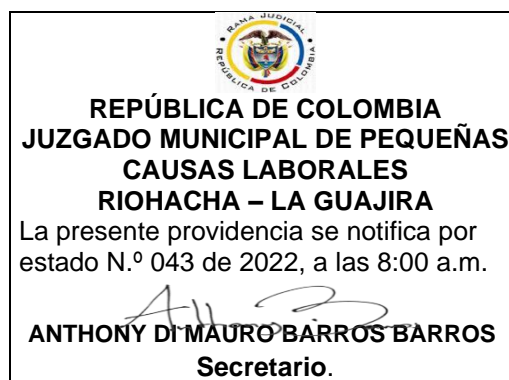 RAMA JUDICIAL
REPÚBLICA DE COLOMBIA
REPÚBLICA DE COLOMBIA
JUZGADO MUNICIPAL DE PEQUEÑAS
CAUSAS LABORALES
RIOHACHA – LA GUAJIRA
La presente providencia se notifica por
estado N.º 043 de 2022, a las 8:00 a.m.
ANTHONY DI MAURO BARROS BARROS
Secretario.